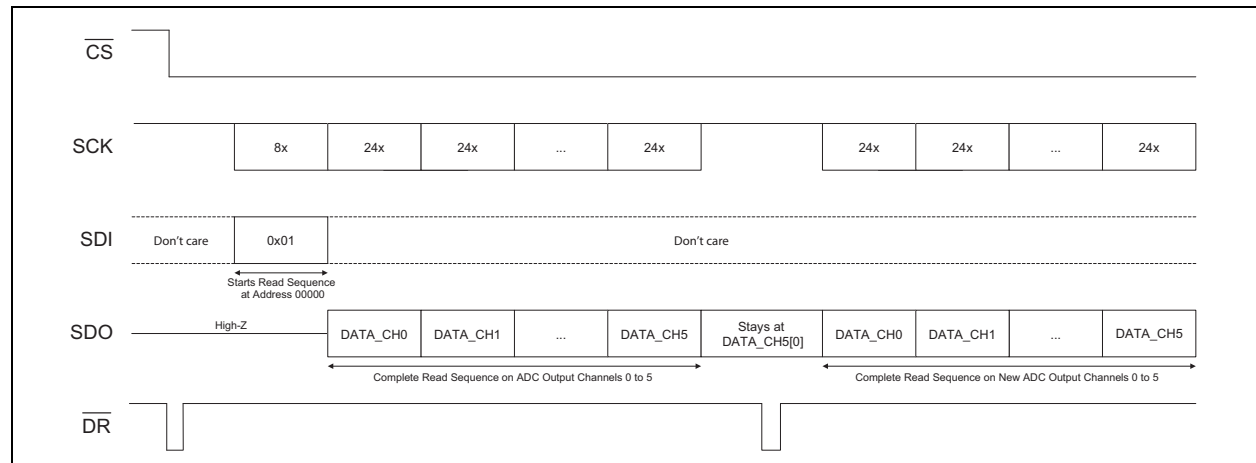 CS
SCK
8x 24x 24x ... 24x 24x 24x ... 24x
SDI
Don't care 0x01 Don't care
Starts Read Sequence
at Address 00000
SDO
High-Z DATA_CH0 DATA_CH1 ... DATA_CH5 Stays at
DATA_CH5[0] DATA_CH0 DATA_CH1 ... DATA_CH5
Complete Read Sequence on ADC Output Channels 0 to 5 Complete Read Sequence on New ADC Output Channels 0 to 5
DR